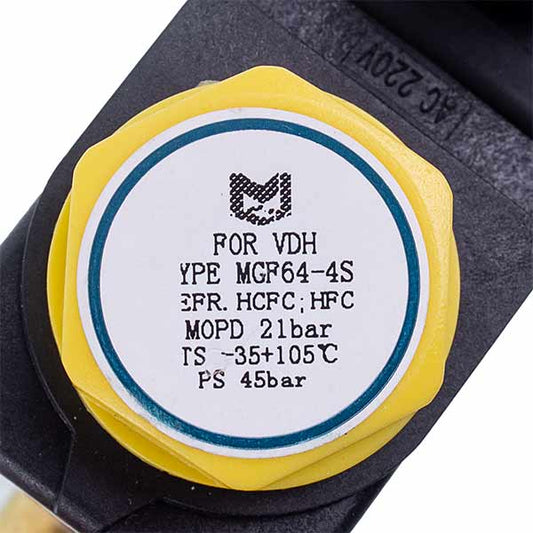 FOR VDH
YPE MGF64-4S
EFR. HCFC; HFC
MOPD 21bar
TS -35+105℃
PS 45bar
AC 220V